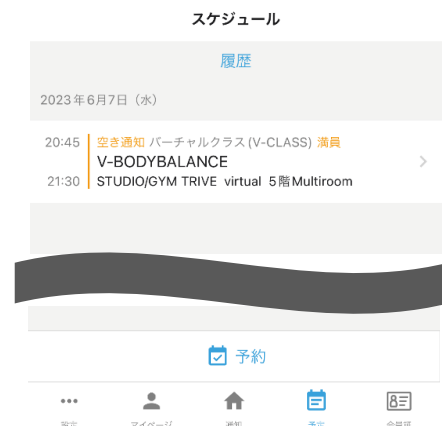 スケジュール
履歴
2023年6月7日（水）
20:45 空き通知 バーチャルクラス(V-CLASS) 満員
V-BODYBALANCE
21:30 STUDIO/GYM TRIVE virtual 5階Multiroom
予約